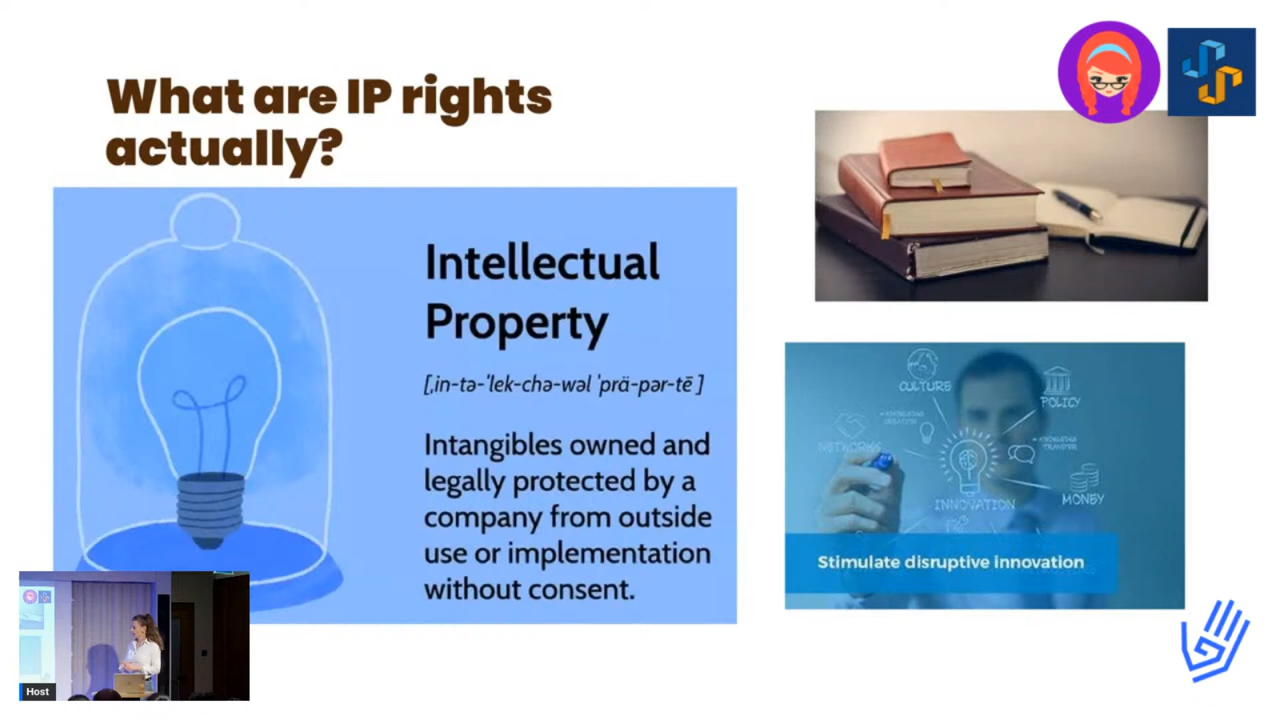 What are IP rights
actually?
Intellectual
Property
[ˌin-tə-ˈlek-chə-wəl ˈprä-pər-tē]
Intangibles owned and
legally protected by a
company from outside
use or implementation
without consent.
CULTURE
POLICY
NETWORKS
KNOWLEDGE
TRANSFER
MONEY
INNOVATION
Stimulate disruptive innovation
Host